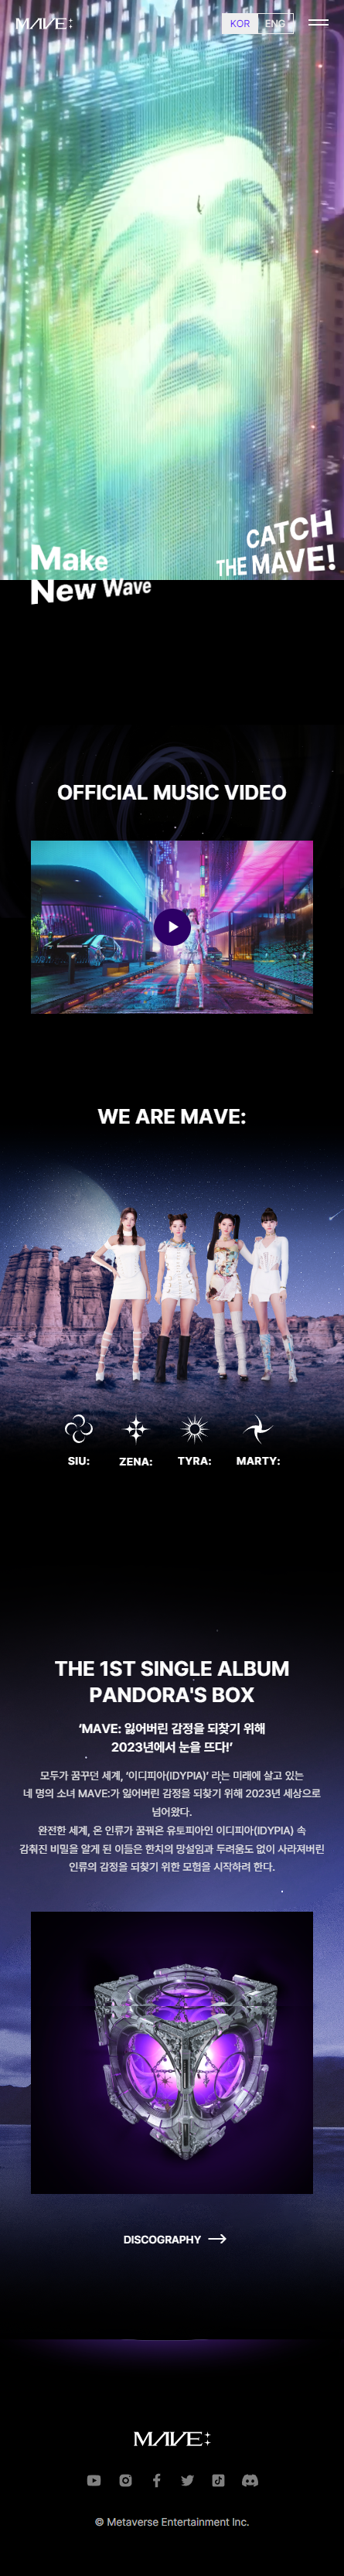 MAVE:
KOR ENG
CATCH
THE MAVE!
Make
New Wave
OFFICIAL MUSIC VIDEO
WE ARE MAVE:
SIU: ZENA: TYRA: MARTY:
THE 1ST SINGLE ALBUM
PANDORA'S BOX
‘MAVE: 잃어버린 감정을 되찾기 위해
2023년에서 눈을 뜨다!’
모두가 꿈꾸던 세계, ‘이디피아(IDYPIA)’ 라는 미래에 살고 있는
네 명의 소녀 MAVE:가 잃어버린 감정을 되찾기 위해 2023년 세상으로
넘어왔다.
완전한 세계, 온 인류가 꿈꿔온 유토피아인 이디피아(IDYPIA) 속
감춰진 비밀을 알게 된 이들은 한치의 망설임과 두려움도 없이 사라져버린
인류의 감정을 되찾기 위한 모험을 시작하려 한다.
DISCOGRAPHY
MAVE:
© Metaverse Entertainment Inc.